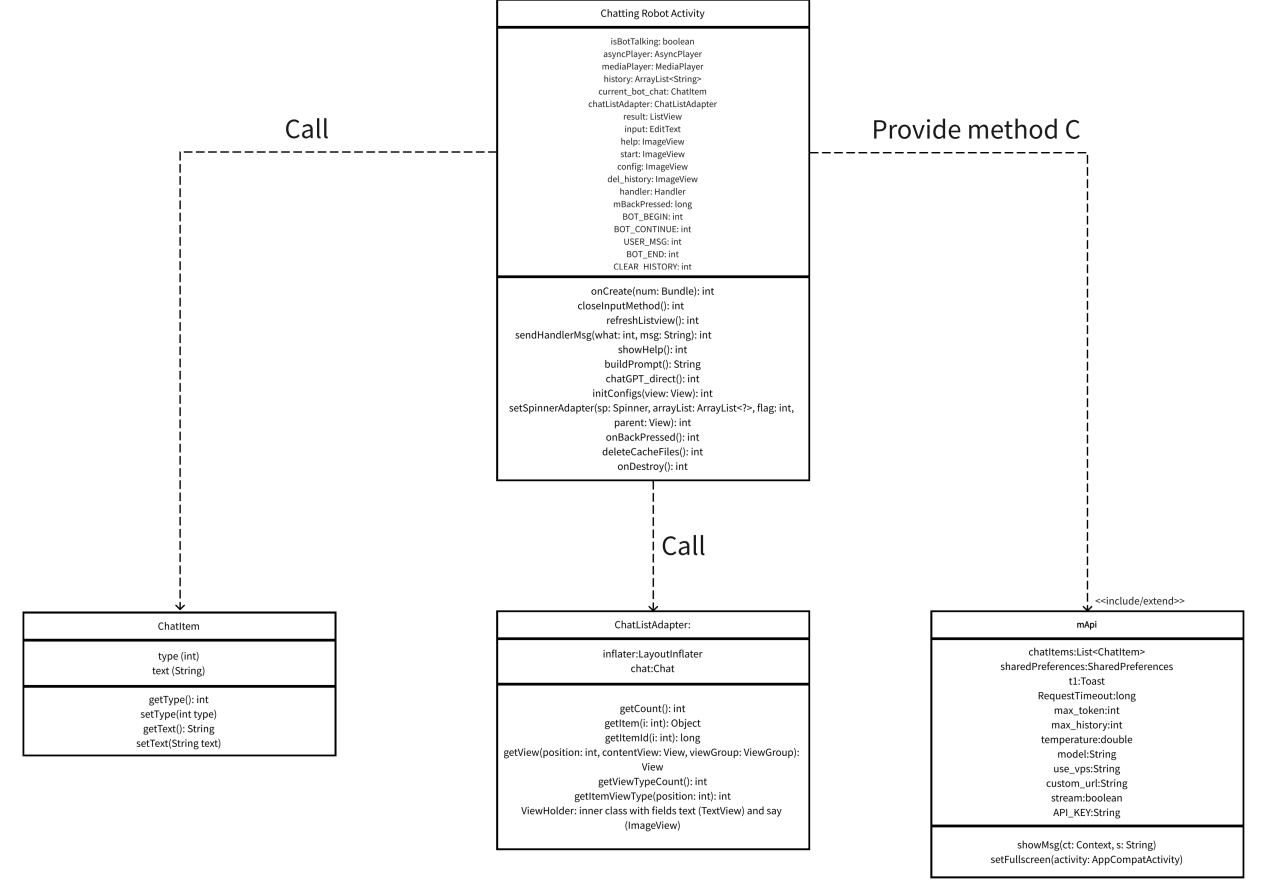 Chatting Robot Activity
isBotTalking: boolean
asyncPlayer: AsyncPlayer
mediaPlayer: MediaPlayer
history: ArrayList<String>
current_bot_chat: ChatItem
chatListAdapter: ChatListAdapter
result: ListView
input: EditText
help: ImageView
start: ImageView
config: ImageView
del_history: ImageView
handler: Handler
mBackPressed: long
BOT_BEGIN: int
BOT_CONTINUE: int
USER_MSG: int
BOT_END: int
CLEAR_HISTORY: int
onCreate(num: Bundle): int
closeInputMethod(): int
refreshListview(): int
sendHandlerMsg(what: int, msg: String): int
showHelp(): int
buildPrompt(): String
chatGPT_direct(): int
initConfigs(view: View): int
setSpinnerAdapter(sp: Spinner, arrayList: ArrayList<?>, flag: int,
parent: View): int
onBackPressed(): int
deleteCacheFiles(): int
onDestroy(): int
Call
Provide method C
Call
<<include/extend>>
ChatItem
type (int)
text (String)
getType(): int
setType(int type)
getText(): String
setText(String text)
ChatListAdapter:
inflater:LayoutInflater
chat:Chat
getCount(): int
getItem(i: int): Object
getItemId(i: int): long
getView(position: int, contentView: View, viewGroup: ViewGroup):
View
getViewTypeCount(): int
getItemViewType(position: int): int
ViewHolder: inner class with fields text (TextView) and say
(ImageView)
mApi
chatItems:List<ChatItem>
sharedPreferences:SharedPreferences
t1:Toast
RequestTimeout:long
max_token:int
max_history:int
temperature:double
model:String
use_vps:String
custom_url:String
stream:boolean
API_KEY:String
showMsg(ct: Context, s: String)
setFullscreen(activity: AppCompatActivity)